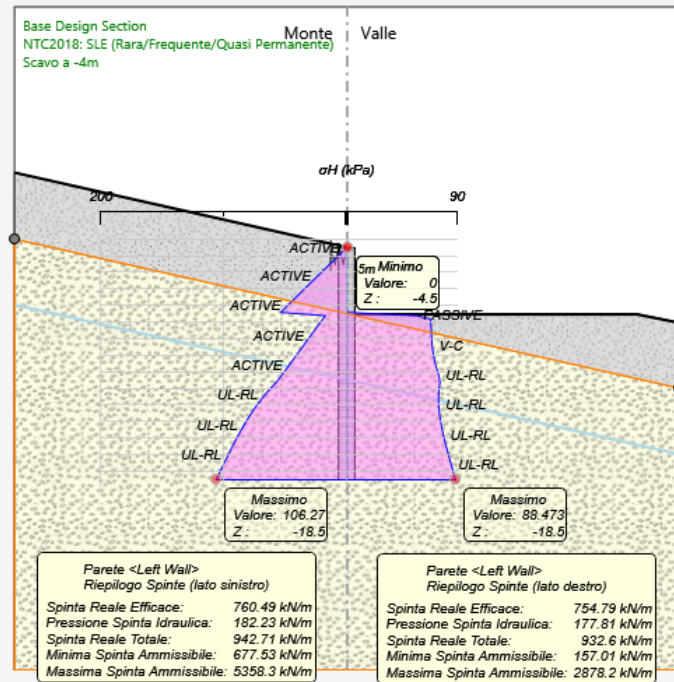 Base Design Section
NTC2018: SLE (Rara/Frequente/Quasi Permanente)
Scavo a -4m
Monte
Valle
σH (kPa)
200
90
ACTIVE
ACTIVE
ACTIVE
ACTIVE
ACTIVE
UL-RL
UL-RL
UL-RL
5m
Minimo
Valore: 0
Z : -4.5
PASSIVE
V-C
UL-RL
UL-RL
UL-RL
UL-RL
Massimo
Valore: 106.27
Z : -18.5
Massimo
Valore: 88.473
Z : -18.5
Parete <Left Wall>
Riepilogo Spinte (lato sinistro)
Spinta Reale Efficace: 760.49 kN/m
Pressione Spinta Idraulica: 182.23 kN/m
Spinta Reale Totale: 942.71 kN/m
Minima Spinta Ammissibile: 677.53 kN/m
Massima Spinta Ammissibile: 5358.3 kN/m
Parete <Left Wall>
Riepilogo Spinte (lato destro)
Spinta Reale Efficace: 754.79 kN/m
Pressione Spinta Idraulica: 177.81 kN/m
Spinta Reale Totale: 932.6 kN/m
Minima Spinta Ammissibile: 157.01 kN/m
Massima Spinta Ammissibile: 2878.2 kN/m